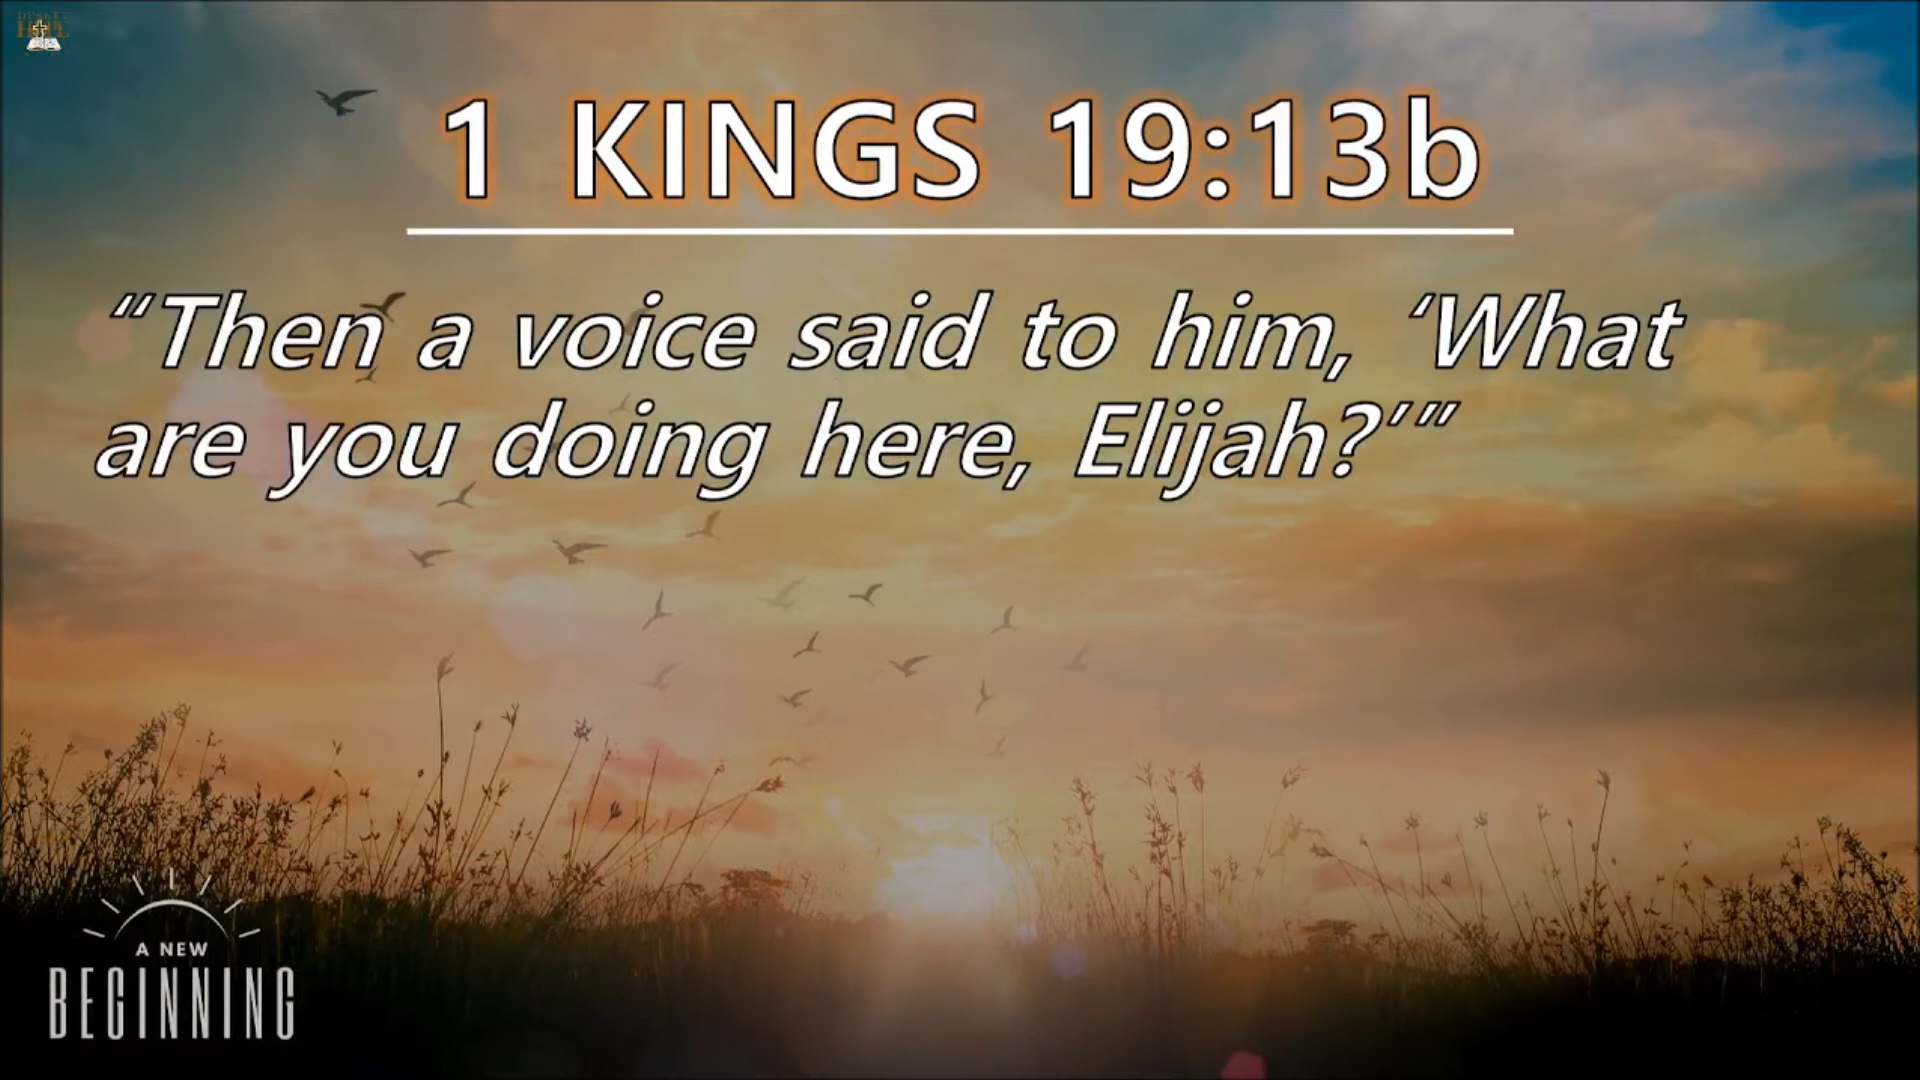 1 KINGS 19:13b
“Then a voice said to him, ‘What
are you doing here, Elijah?’”
A NEW
BEGINNING